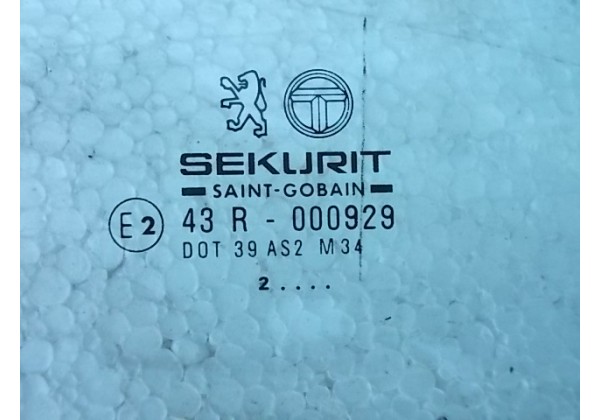 SEKURIT
SAINT-GOBAIN
E2 43 R - 000929
DOT 39 AS2 M34
2....